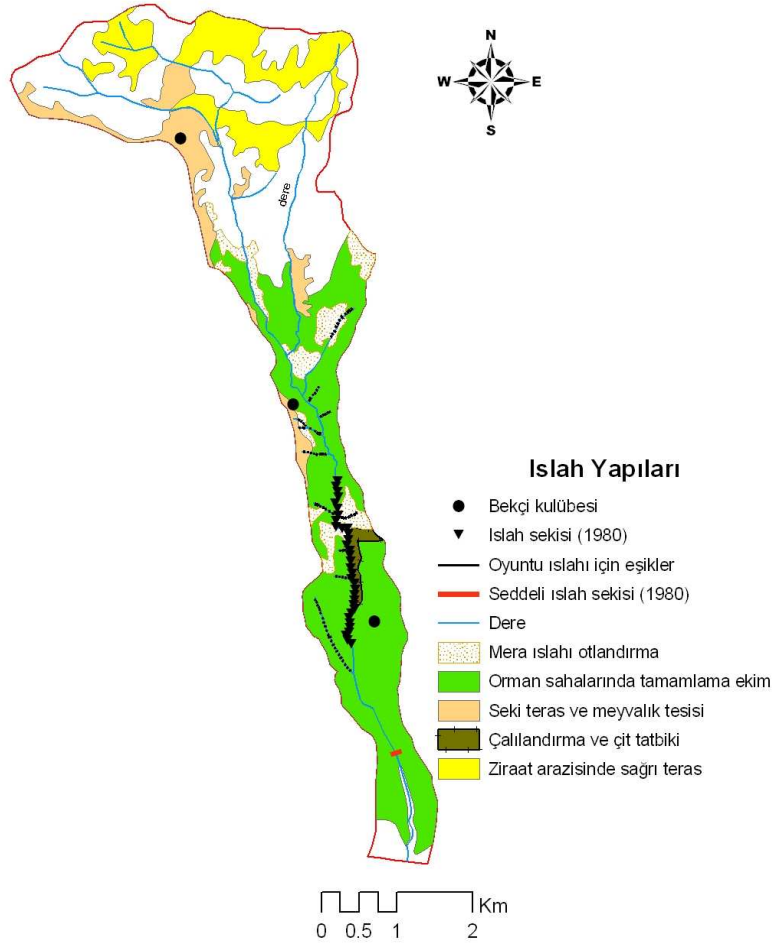 N
W E
S
dere
Islah Yapıları
Bekçi kulübesi
Islah sekisi (1980)
Oyuntu ıslahı için eşikler
Seddeli ıslah sekisi (1980)
Dere
Mera ıslahı otlandırma
Orman sahalarında tamamlama ekim
Seki teras ve meyvalık tesisi
Çalılandırma ve çit tatbiki
Ziraat arazisinde sağrı teras
Km
0 0.5 1 2